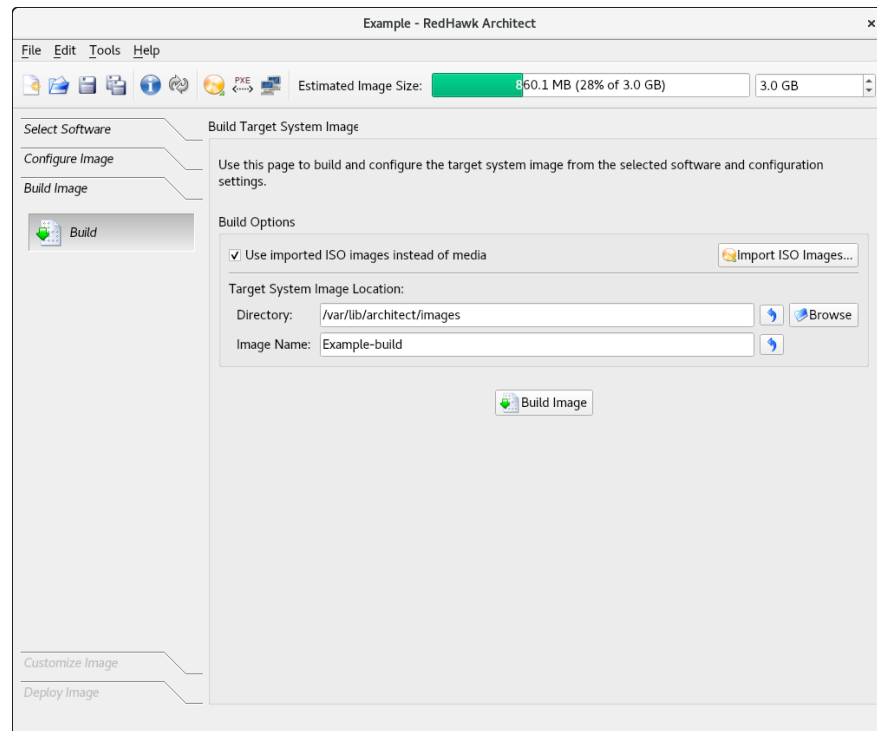 Example - RedHawk Architect ×
File Edit Tools Help
PXE
Estimated Image Size: 860.1 MB (28% of 3.0 GB) 3.0 GB
Select Software
Configure Image
Build Image
Build
Customize Image
Deploy Image
Build Target System Image
Use this page to build and configure the target system image from the selected software and configuration
settings.
Build Options
Use imported ISO images instead of media Import ISO Images...
Target System Image Location:
Directory: /var/lib/architect/images Browse
Image Name: Example-build
Build Image